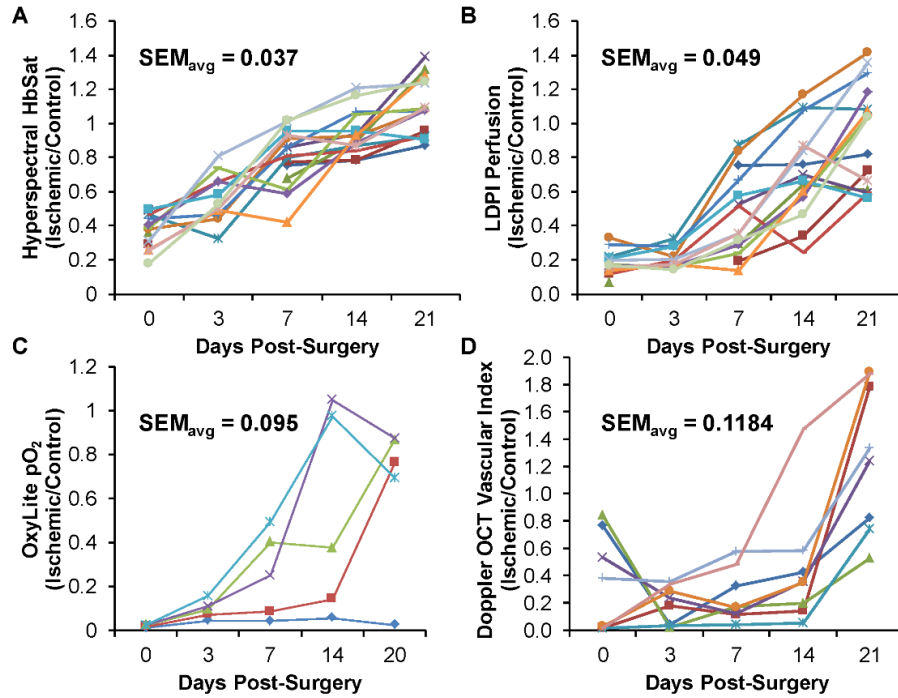 A
Hyperspectral HbSat
(Ischemic/Control)
SEMavg = 0.037
1.6
1.4
1.2
1
0.8
0.6
0.4
0.2
0
0 3 7 14 21
Days Post-Surgery
B
LDPI Perfusion
(Ischemic/Control)
SEMavg = 0.049
1.6
1.4
1.2
1.0
0.8
0.6
0.4
0.2
0.0
0 3 7 14 21
Days Post-Surgery
C
OxyLite pO2
(Ischemic/Control)
SEMavg = 0.095
1.2
1
0.8
0.6
0.4
0.2
0
0 3 7 14 20
Days Post-Surgery
D
Doppler OCT Vascular Index
(Ischemic/Control)
SEMavg = 0.1184
2.0
1.8
1.6
1.4
1.2
1.0
0.8
0.6
0.4
0.2
0.0
0 3 7 14 21
Days Post-Surgery